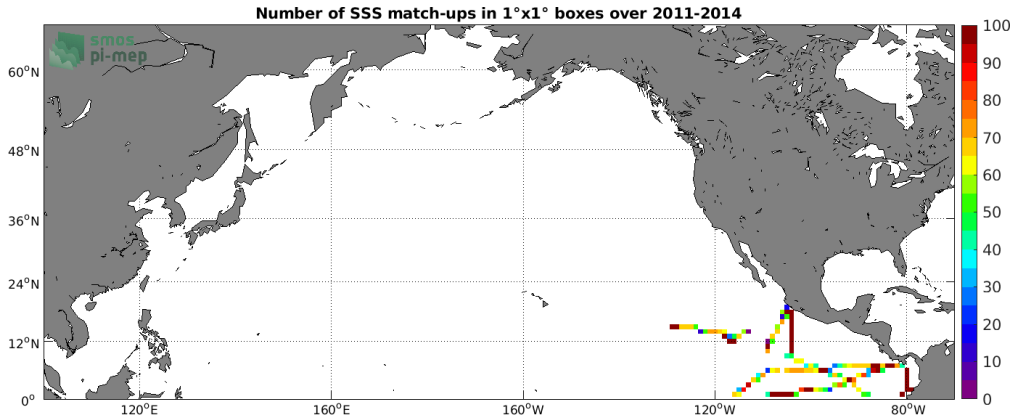 Number of SSS match-ups in 1°x1° boxes over 2011-2014
smos
pi-mep
60°N
48°N
36°N
24°N
12°N
0°
120°E
160°E
160°W
120°W
80°W
100
90
80
70
60
50
40
30
20
10
0